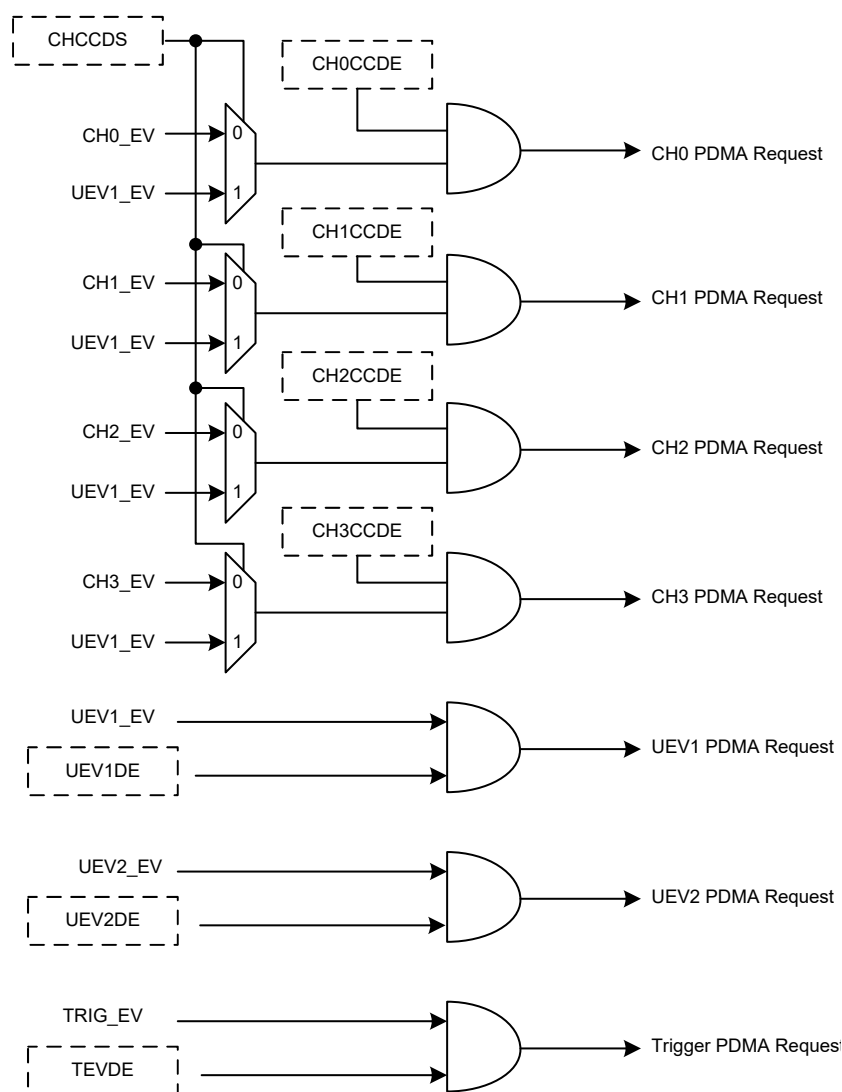 CHCCDS
CH0CCDE
CH0_EV
0
CH0 PDMA Request
UEV1_EV
1
CH1CCDE
CH1_EV
0
CH1 PDMA Request
UEV1_EV
1
CH2CCDE
CH2_EV
0
CH2 PDMA Request
UEV1_EV
1
CH3CCDE
CH3_EV
0
CH3 PDMA Request
UEV1_EV
1
UEV1_EV
UEV1 PDMA Request
UEV1DE
UEV2_EV
UEV2 PDMA Request
UEV2DE
TRIG_EV
Trigger PDMA Request
TEVDE